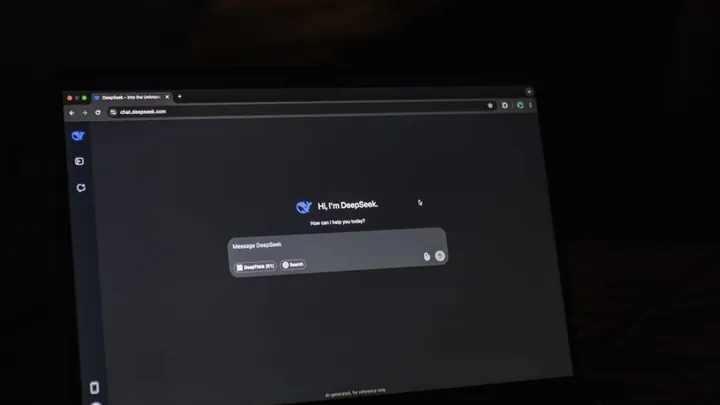 DeepSeek – Into the Unknow
chat.deepseek.com
Hi, I'm DeepSeek.
How can I help you today?
Message DeepSeek
DeepThink (R1)
Search
AI-generated, for reference only